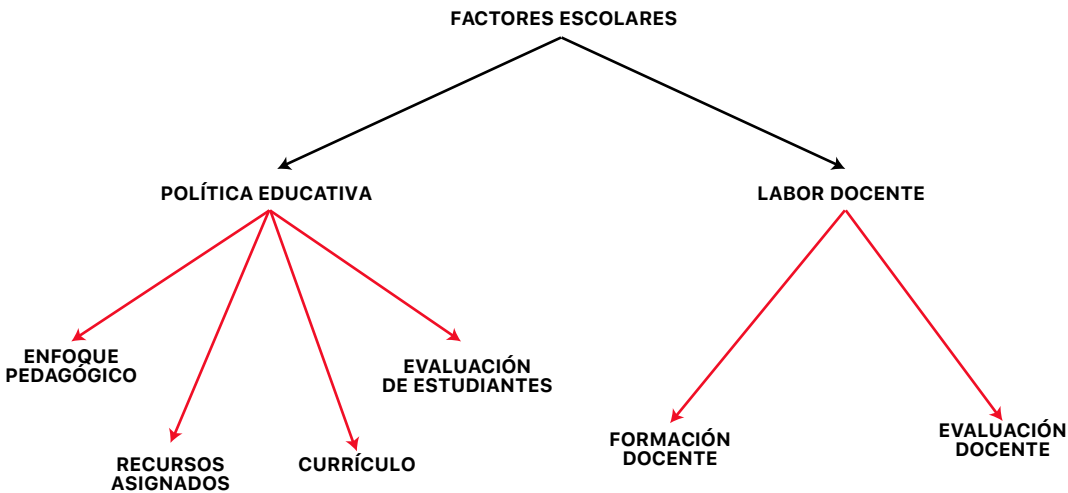 FACTORES ESCOLARES
POLÍTICA EDUCATIVA
LABOR DOCENTE
ENFOQUE
PEDAGÓGICO
RECURSOS
ASIGNADOS
CURRÍCULO
EVALUACIÓN
DE ESTUDIANTES
FORMACIÓN
DOCENTE
EVALUACIÓN
DOCENTE